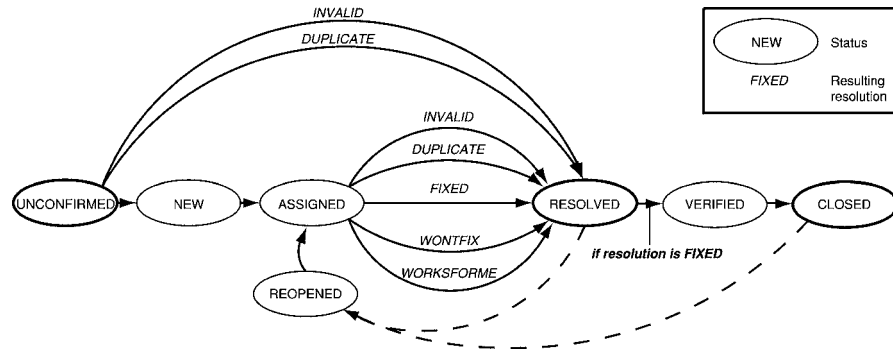 INVALID
DUPLICATE
NEW
Status
FIXED
Resulting
resolution
INVALID
DUPLICATE
FIXED
UNCONFIRMED
NEW
ASSIGNED
RESOLVED
VERIFIED
CLOSED
WONTFIX
if resolution is FIXED
WORKSFORME
REOPENED